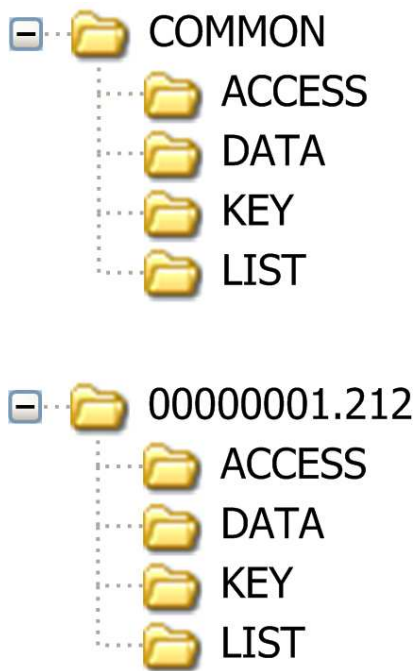 COMMON
ACCESS
DATA
KEY
LIST
00000001.212
ACCESS
DATA
KEY
LIST